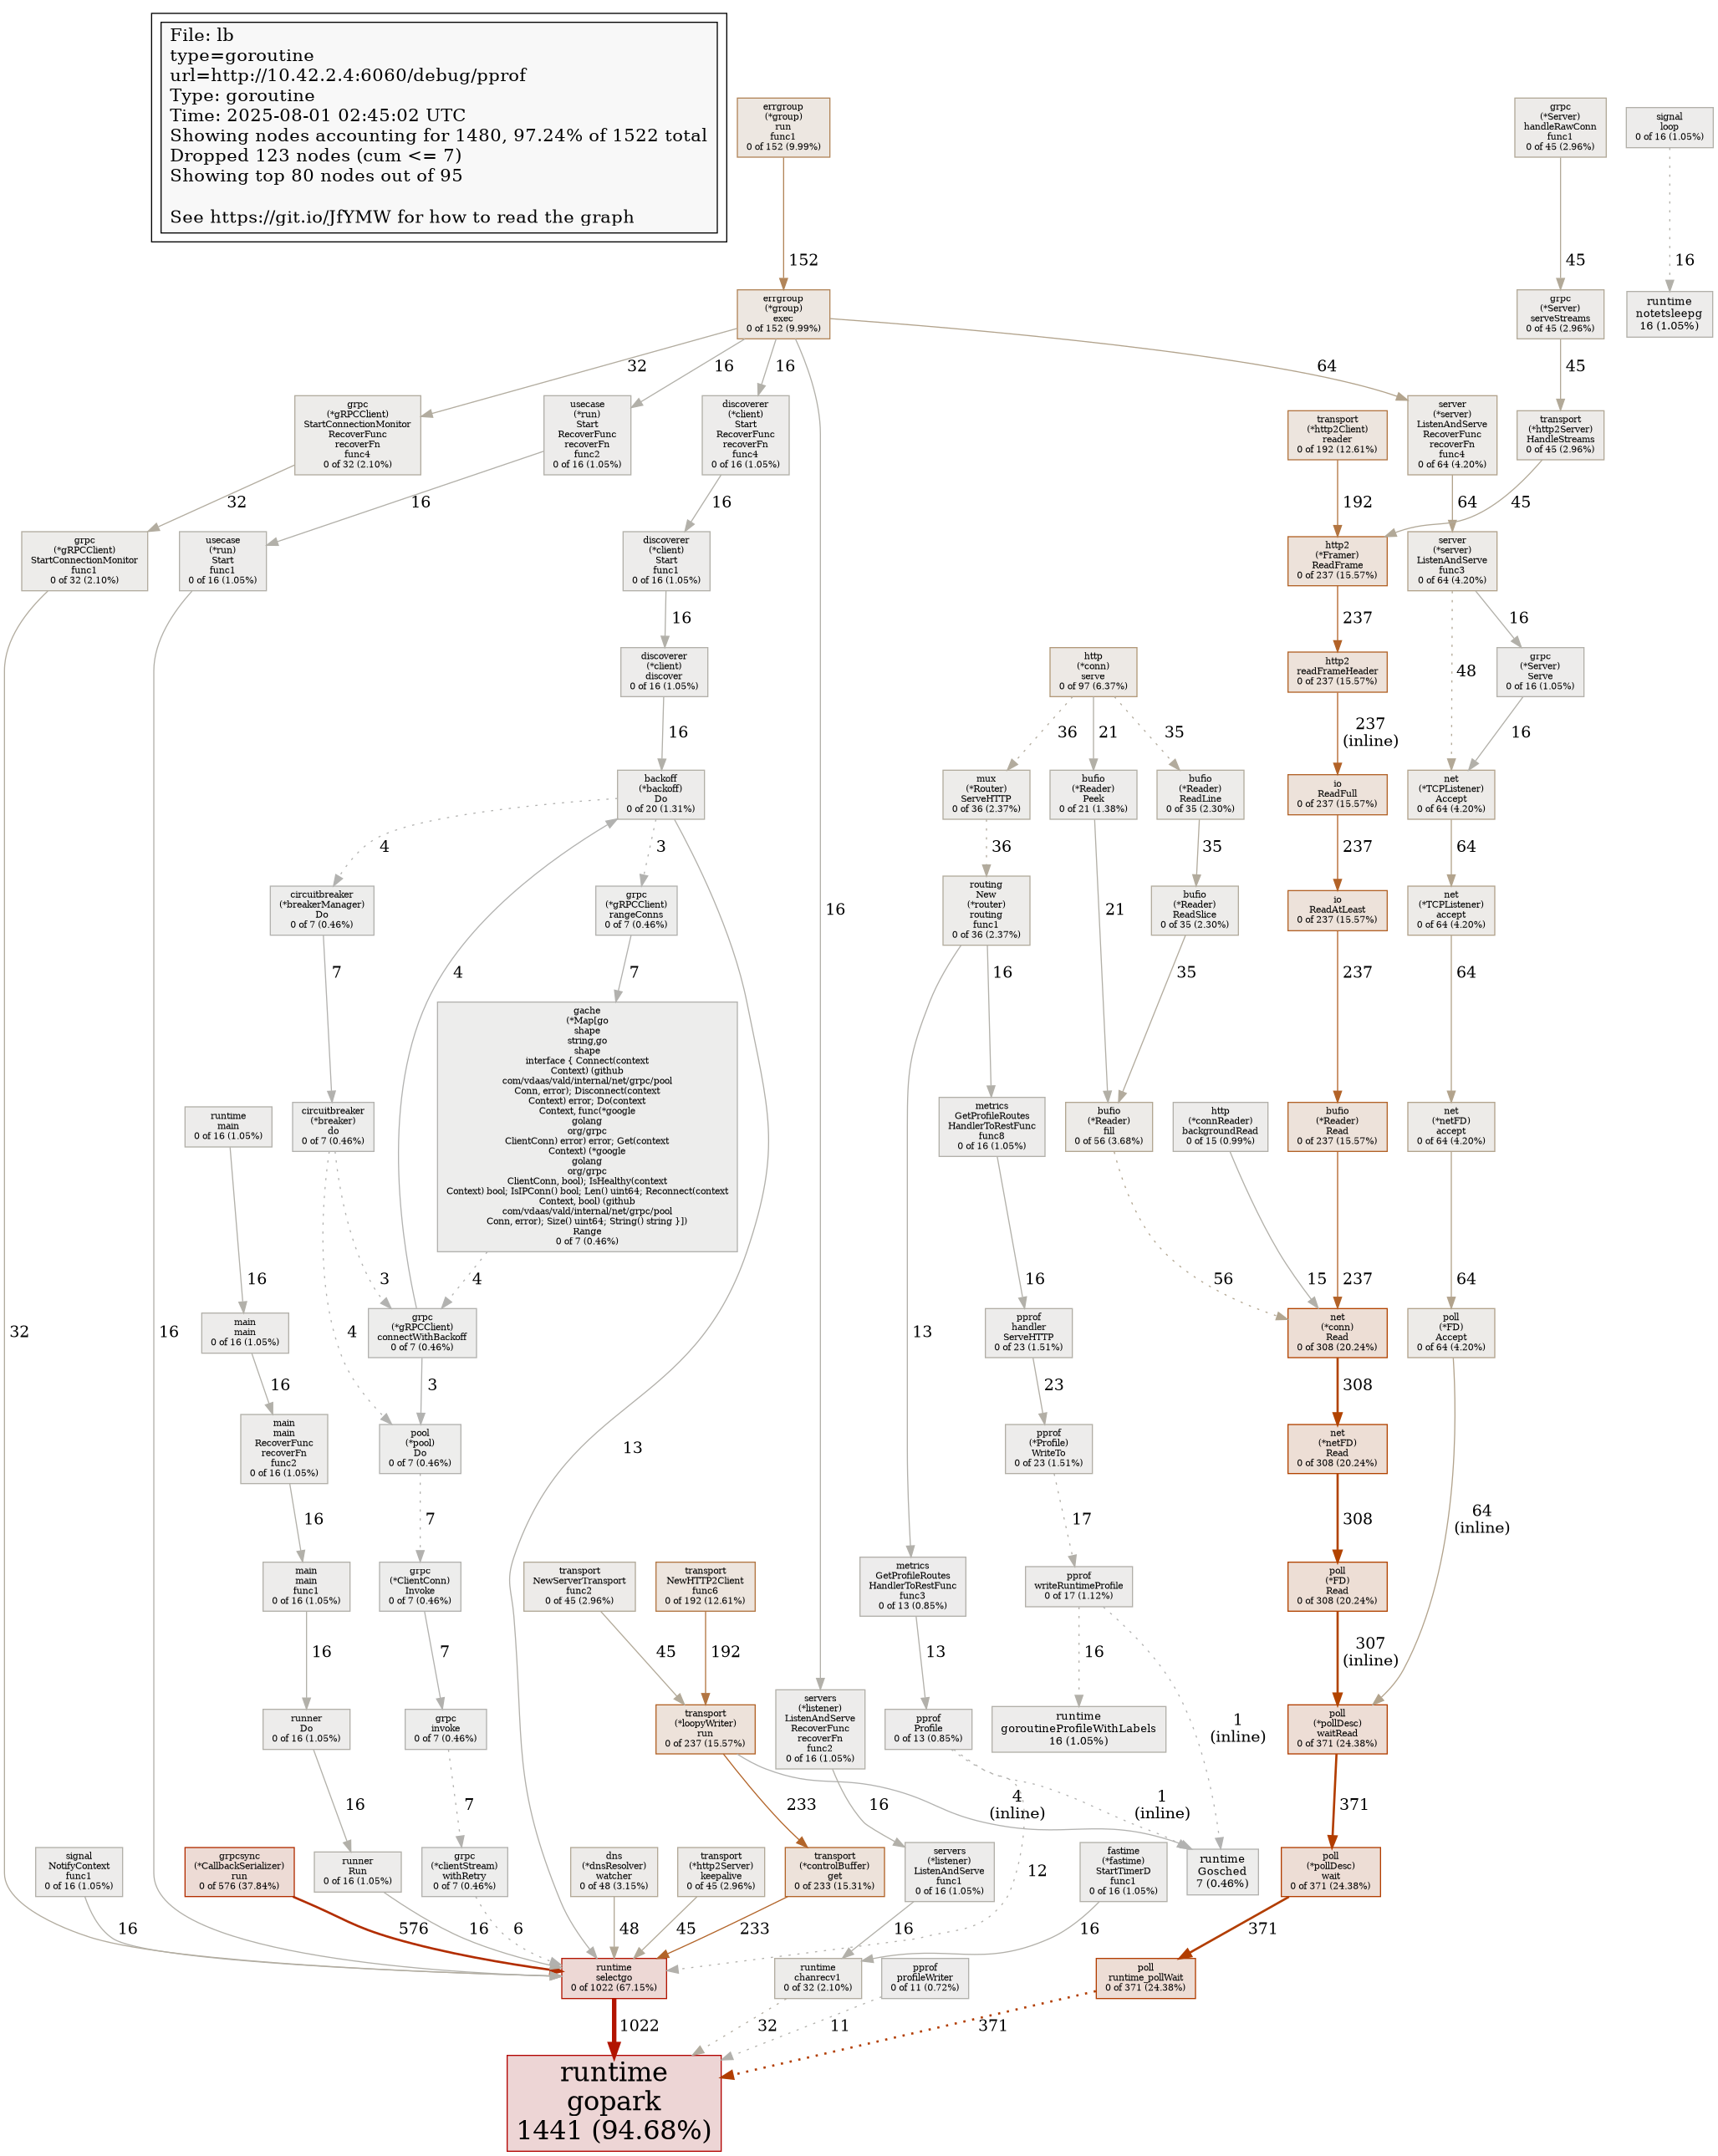 File: lb
type=goroutine
url=http://10.42.2.4:6060/debug/pprof
Type: goroutine
Time: 2025-08-01 02:45:02 UTC
Showing nodes accounting for 1480, 97.24% of 1522 total
Dropped 123 nodes (cum <= 7)
Showing top 80 nodes out of 95
See https://git.io/JfYMW for how to read the graph
errgroup
(*group)
run
func1
0 of 152 (9.99%)
grpc
(*Server)
handleRawConn
func1
0 of 45 (2.96%)
signal
loop
0 of 16 (1.05%)
152
45
16
errgroup
(*group)
exec
0 of 152 (9.99%)
grpc
(*Server)
serveStreams
0 of 45 (2.96%)
runtime
notetsleepg
16 (1.05%)
32
16
16
64
45
grpc
(*gRPCClient)
StartConnectionMonitor
RecoverFunc
recoverFn
func4
0 of 32 (2.10%)
usecase
(*run)
Start
RecoverFunc
recoverFn
func2
0 of 16 (1.05%)
discoverer
(*client)
Start
RecoverFunc
recoverFn
func4
0 of 16 (1.05%)
transport
(*http2Client)
reader
0 of 192 (12.61%)
server
(*server)
ListenAndServe
RecoverFunc
recoverFn
func4
0 of 64 (4.20%)
transport
(*http2Server)
HandleStreams
0 of 45 (2.96%)
32
16
16
192
64
45
grpc
(*gRPCClient)
StartConnectionMonitor
func1
0 of 32 (2.10%)
usecase
(*run)
Start
func1
0 of 16 (1.05%)
discoverer
(*client)
Start
func1
0 of 16 (1.05%)
http2
(*Framer)
ReadFrame
0 of 237 (15.57%)
server
(*server)
ListenAndServe
func3
0 of 64 (4.20%)
16
237
48
16
discoverer
(*client)
discover
0 of 16 (1.05%)
http
(*conn)
serve
0 of 97 (6.37%)
http2
readFrameHeader
0 of 237 (15.57%)
grpc
(*Server)
Serve
0 of 16 (1.05%)
16
36
21
35
237
(inline)
16
backoff
(*backoff)
Do
0 of 20 (1.31%)
mux
(*Router)
ServeHTTP
0 of 36 (2.37%)
bufio
(*Reader)
Peek
0 of 21 (1.38%)
bufio
(*Reader)
ReadLine
0 of 35 (2.30%)
io
ReadFull
0 of 237 (15.57%)
net
(*TCPListener)
Accept
0 of 64 (4.20%)
4
3
36
35
237
64
circuitbreaker
(*breakerManager)
Do
0 of 7 (0.46%)
grpc
(*gRPCClient)
rangeConns
0 of 7 (0.46%)
16
routing
New
(*router)
routing
func1
0 of 36 (2.37%)
21
bufio
(*Reader)
ReadSlice
0 of 35 (2.30%)
io
ReadAtLeast
0 of 237 (15.57%)
net
(*TCPListener)
accept
0 of 64 (4.20%)
7
4
7
16
35
237
64
gache
(*Map[go
shape
string,go
shape
interface { Connect(context
Context) (github
com/vdaas/vald/internal/net/grpc/pool
Conn, error); Disconnect(context
Context) error; Do(context
Context, func(*google
golang
org/grpc
ClientConn) error) error; Get(context
Context) (*google
golang
org/grpc
ClientConn, bool); IsHealthy(context
Context) bool; IsIPConn() bool; Len() uint64; Reconnect(context
Context, bool) (github
com/vdaas/vald/internal/net/grpc/pool
Conn, error); Size() uint64; String() string }])
Range
0 of 7 (0.46%)
runtime
main
0 of 16 (1.05%)
circuitbreaker
(*breaker)
do
0 of 7 (0.46%)
metrics
GetProfileRoutes
HandlerToRestFunc
func8
0 of 16 (1.05%)
bufio
(*Reader)
fill
0 of 56 (3.68%)
http
(*connReader)
backgroundRead
0 of 15 (0.99%)
bufio
(*Reader)
Read
0 of 237 (15.57%)
net
(*netFD)
accept
0 of 64 (4.20%)
16
3
4
16
56
15
237
64
32
16
main
main
0 of 16 (1.05%)
4
grpc
(*gRPCClient)
connectWithBackoff
0 of 7 (0.46%)
13
pprof
handler
ServeHTTP
0 of 23 (1.51%)
net
(*conn)
Read
0 of 308 (20.24%)
poll
(*FD)
Accept
0 of 64 (4.20%)
16
3
23
308
main
main
RecoverFunc
recoverFn
func2
0 of 16 (1.05%)
pool
(*pool)
Do
0 of 7 (0.46%)
13
pprof
(*Profile)
WriteTo
0 of 23 (1.51%)
net
(*netFD)
Read
0 of 308 (20.24%)
16
7
17
308
64
(inline)
main
main
func1
0 of 16 (1.05%)
grpc
(*ClientConn)
Invoke
0 of 7 (0.46%)
transport
NewServerTransport
func2
0 of 45 (2.96%)
transport
NewHTTP2Client
func6
0 of 192 (12.61%)
metrics
GetProfileRoutes
HandlerToRestFunc
func3
0 of 13 (0.85%)
pprof
writeRuntimeProfile
0 of 17 (1.12%)
poll
(*FD)
Read
0 of 308 (20.24%)
16
7
45
192
13
16
1
(inline)
307
(inline)
runner
Do
0 of 16 (1.05%)
grpc
invoke
0 of 7 (0.46%)
transport
(*loopyWriter)
run
0 of 237 (15.57%)
servers
(*listener)
ListenAndServe
RecoverFunc
recoverFn
func2
0 of 16 (1.05%)
pprof
Profile
0 of 13 (0.85%)
runtime
goroutineProfileWithLabels
16 (1.05%)
poll
(*pollDesc)
waitRead
0 of 371 (24.38%)
16
7
233
16
4
(inline)
1
(inline)
371
signal
NotifyContext
func1
0 of 16 (1.05%)
grpcsync
(*CallbackSerializer)
run
0 of 576 (37.84%)
runner
Run
0 of 16 (1.05%)
grpc
(*clientStream)
withRetry
0 of 7 (0.46%)
dns
(*dnsResolver)
watcher
0 of 48 (3.15%)
transport
(*http2Server)
keepalive
0 of 45 (2.96%)
transport
(*controlBuffer)
get
0 of 233 (15.31%)
servers
(*listener)
ListenAndServe
func1
0 of 16 (1.05%)
12
fastime
(*fastime)
StartTimerD
func1
0 of 16 (1.05%)
runtime
Gosched
7 (0.46%)
poll
(*pollDesc)
wait
0 of 371 (24.38%)
16
576
16
6
48
45
233
16
16
371
runtime
selectgo
0 of 1022 (67.15%)
runtime
chanrecv1
0 of 32 (2.10%)
pprof
profileWriter
0 of 11 (0.72%)
poll
runtime_pollWait
0 of 371 (24.38%)
1022
32
11
371
runtime
gopark
1441 (94.68%)